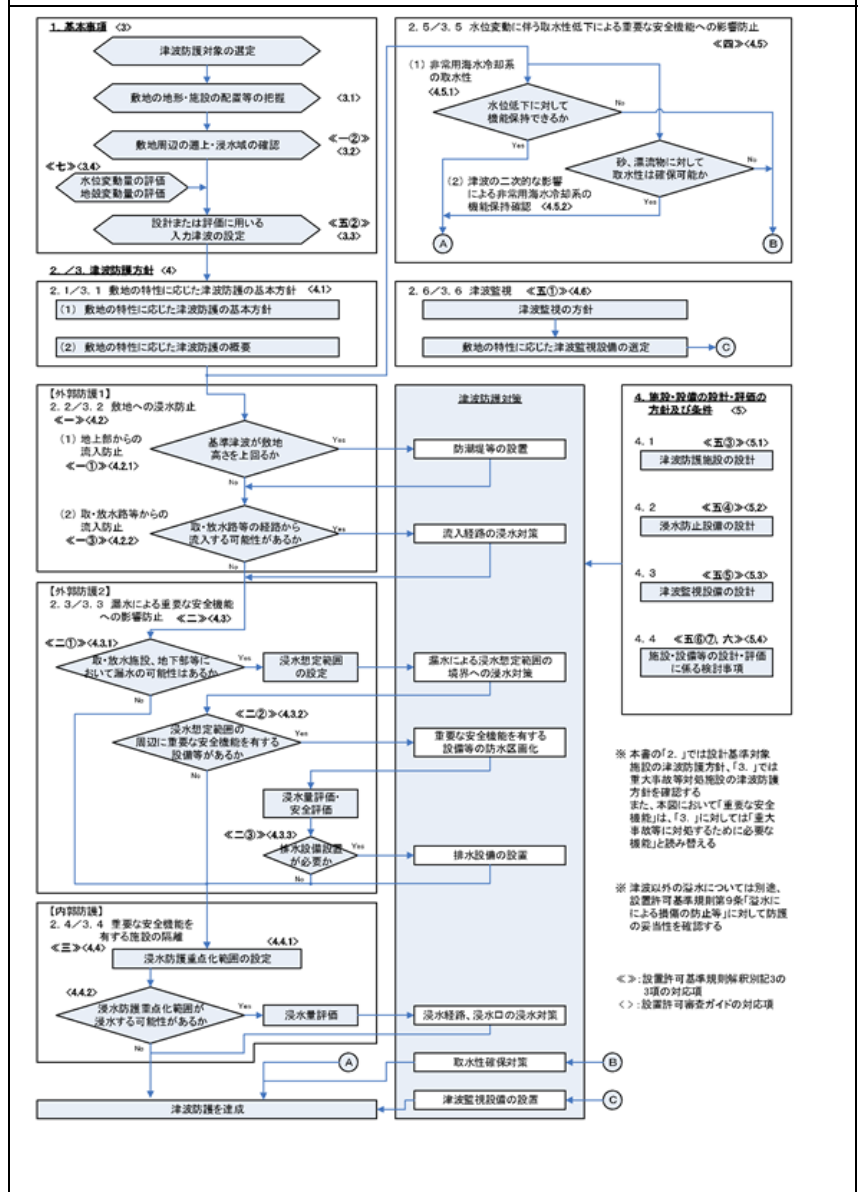 1. 基本事項 <3>
津波防護対象の選定
敷地の地形・施設の配置等の把握
<3.1>
敷地周辺の遡上・浸水域の確認
≪一②≫
<3.2>
≪七≫<3.4>
水位変動量の評価
地殻変動量の評価
設計または評価に用いる
入力津波の設定
≪五②≫
<3.3>
2. /3. 津波防護方針 <4>
2. 1/3. 1 敷地の特性に応じた津波防護の基本方針 <4.1>
(1) 敷地の特性に応じた津波防護の基本方針
(2) 敷地の特性に応じた津波防護の概要
2. 5/3. 5 水位変動に伴う取水性低下による重要な安全機能への影響防止
≪四≫<4.5>
(1) 非常用海水冷却系
の取水性
<4.5.1>
水位低下に対して
機能保持できるか
No
Yes
砂、漂流物に対して
取水性は確保可能か
No
Yes
(2) 津波の二次的な影響
による非常用海水冷却系の
機能保持確認 <4.5.2>
A
B
2. 6/3. 6 津波監視 ≪五①≫<4.6>
津波監視の方針
敷地の特性に応じた津波監視設備の選定
C
【外郭防護1】
2. 2/3. 2 敷地への浸水防止
≪一≫<4.2>
(1) 地上部からの
流入防止
≪一①≫<4.2.1>
基準津波が敷地
高さを上回るか
Yes
No
(2) 取・放水路等からの
流入防止
≪一③≫<4.2.2>
取・放水路等の経路から
流入する可能性があるか
Yes
No
津波防護対策
防潮堤等の設置
流入経路の浸水対策
【外郭防護2】
2. 3/3. 3 漏水による重要な安全機能
への影響防止 ≪二≫<4.3>
≪二①≫<4.3.1>
取・放水施設、地下部等に
おいて漏水の可能性はあるか
Yes
No
浸水想定範囲
の設定
漏水による浸水想定範囲の
境界への浸水対策
≪二②≫<4.3.2>
浸水想定範囲の
周辺に重要な安全機能を有する
設備等があるか
Yes
No
重要な安全機能を有する
設備等の防水区画化
浸水量評価・
安全評価
≪二③≫<4.3.3>
排水設備設置
が必要か
Yes
No
排水設備の設置
【内郭防護】
2. 4/3. 4 重要な安全機能を
有する施設の隔離
≪三≫<4.4>
<4.4.1>
浸水防護重点化範囲の設定
<4.4.2>
浸水防護重点化範囲が
浸水する可能性があるか
Yes
No
浸水量評価
浸水経路、浸水口の浸水対策
A
取水性確保対策
B
津波防護を達成
津波監視設備の設置
C
4. 施設・設備の設計・評価の
方針及び条件 <5>
4. 1 ≪五③≫<5.1>
津波防護施設の設計
4. 2 ≪五④≫<5.2>
浸水防止設備の設計
4. 3 ≪五⑤≫<5.3>
津波監視設備の設計
4. 4 ≪五⑥⑦, 六≫<5.4>
施設・設備等の設計・評価
に係る検討事項
※ 本書の「2. 」では設計基準対象
施設の津波防護方針、「3. 」では
重大事故等対処施設の津波防護
方針を確認する
また、本図において「重要な安全
機能」は、「3. 」に対しては「重大
事故等に対処するために必要な
機能」と読み替える
※ 津波以外の溢水については別途、
設置許可基準規則第9条「溢水に
による損傷の防止等」に対して防護
の妥当性を確認する
≪ ≫:設置許可基準規則解釈別記3の
3項の対応項
< >:設置許可審査ガイドの対応項